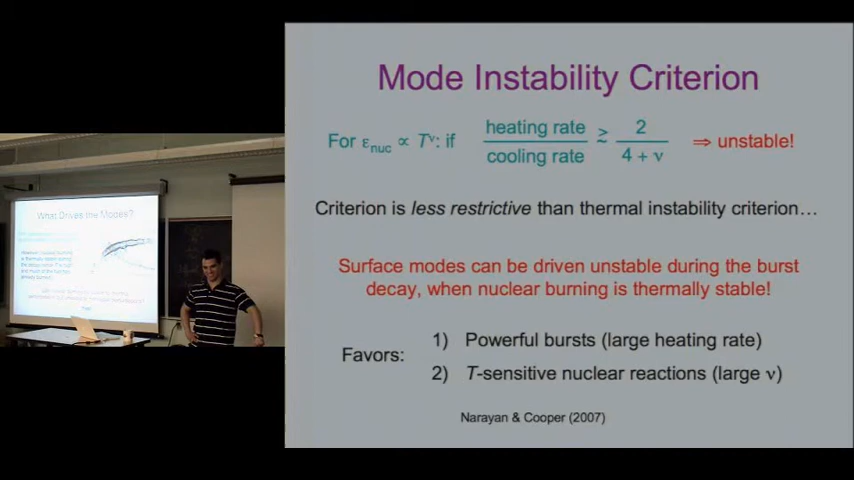 Mode Instability Criterion
For εnuc ∝ Tν: if heating rate / cooling rate ≳ 2 / 4 + ν ⇒ unstable!
Criterion is less restrictive than thermal instability criterion…
Surface modes can be driven unstable during the burst
decay, when nuclear burning is thermally stable!
Favors:
1) Powerful bursts (large heating rate)
2) T-sensitive nuclear reactions (large ν)
Narayan & Cooper (2007)
What Drives the Modes?